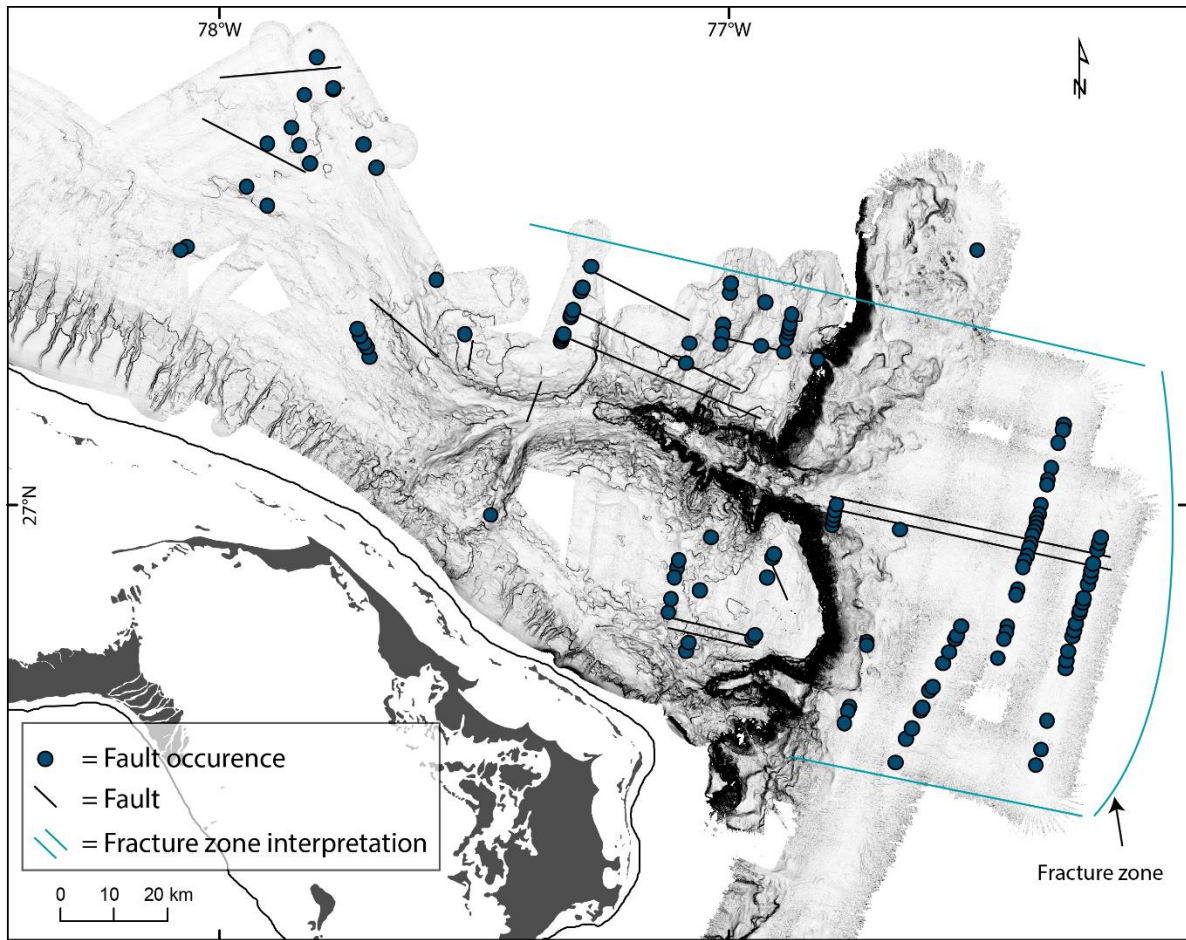 78°W
77°W
N
27°N
= Fault occurence
= Fault
= Fracture zone interpretation
0 10 20 km
Fracture zone